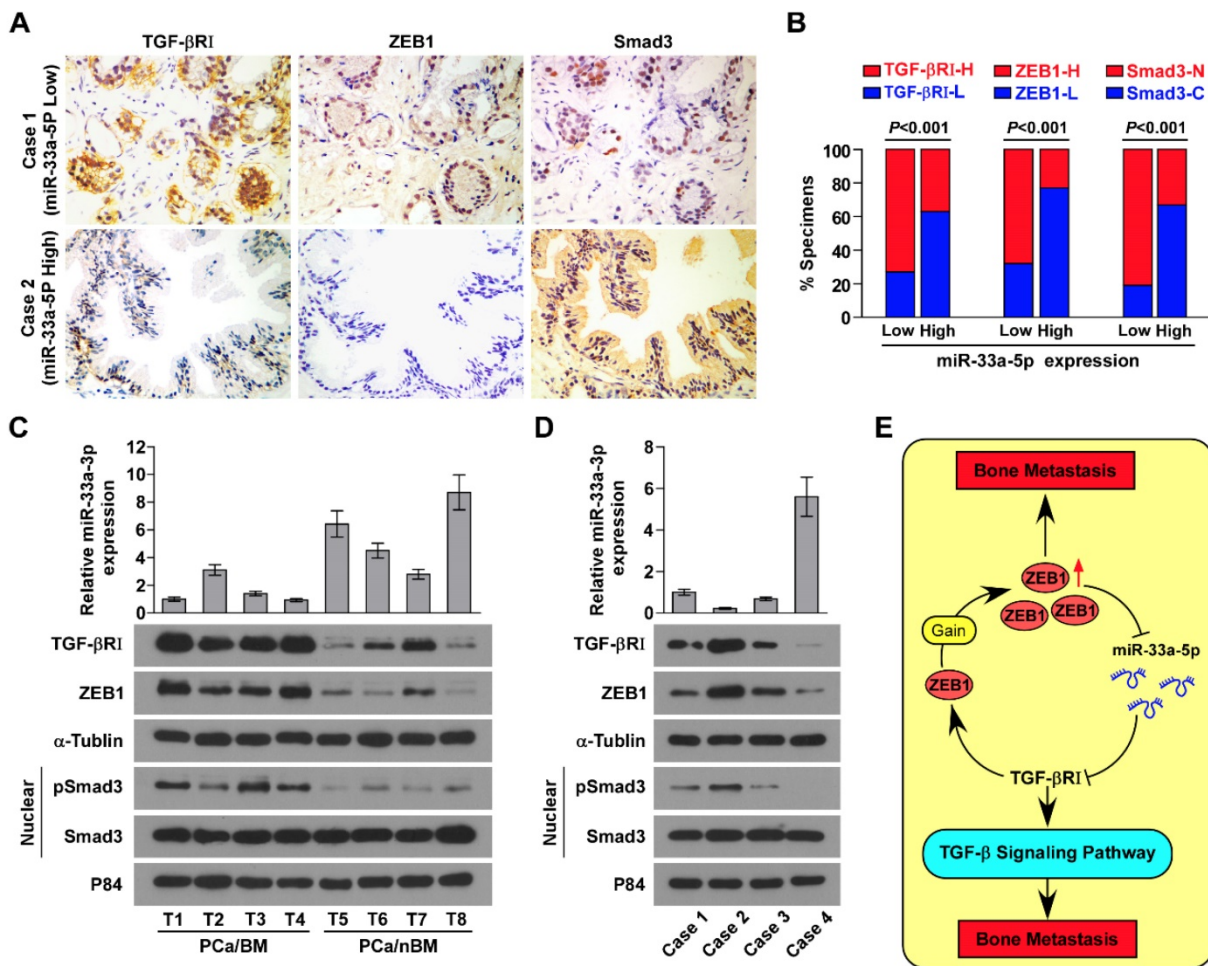 A
TGF-βRI
ZEB1
Smad3
Case 1
(miR-33a-5P Low)
Case 2
(miR-33a-5P High)
B
TGF-βRI-H
TGF-βRI-L
ZEB1-H
ZEB1-L
Smad3-N
Smad3-C
P<0.001
P<0.001
P<0.001
% Specimens
100
80
60
40
20
0
Low High
Low High
Low High
miR-33a-5p expression
C
Relative miR-33a-3p
expression
12
10
8
6
4
2
0
TGF-βRI
ZEB1
α-Tublin
Nuclear
pSmad3
Smad3
P84
T1 T2 T3 T4 T5 T6 T7 T8
PCa/BM
PCa/nBM
D
Relative miR-33a-3p
expression
8
6
4
2
0
TGF-βRI
ZEB1
α-Tublin
Nuclear
pSmad3
Smad3
P84
Case 1
Case 2
Case 3
Case 4
E
Bone Metastasis
ZEB1
ZEB1
ZEB1
Gain
miR-33a-5p
ZEB1
TGF-βRI
TGF-β Signaling Pathway
Bone Metastasis